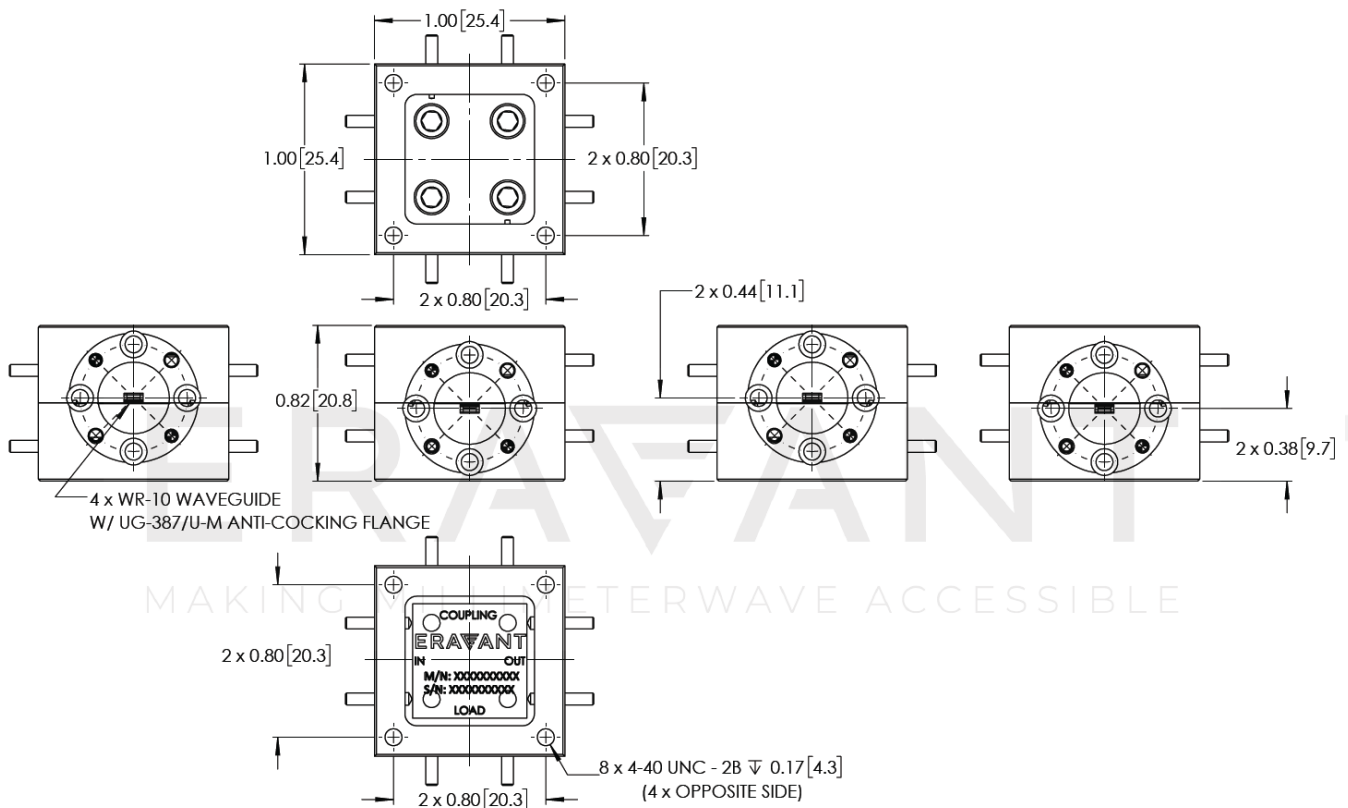 1.00[25.4]
1.00[25.4]
2 x 0.80[20.3]
2 x 0.80[20.3]
2 x 0.44[11.1]
0.82[20.8]
2 x 0.38[9.7]
4 x WR-10 WAVEGUIDE
W/ UG-387/U-M ANTI-COCKING FLANGE
ERAVANT
MAKING MILLIMETERWAVE ACCESSIBLE
2 x 0.80[20.3]
COUPLING
ERAVANT
IN OUT
M/N: XXXXXXXXXX
S/N: XXXXXXXXXX
LOAD
8 x 4-40 UNC - 2B ↧ 0.17[4.3]
(4 x OPPOSITE SIDE)
2 x 0.80[20.3]